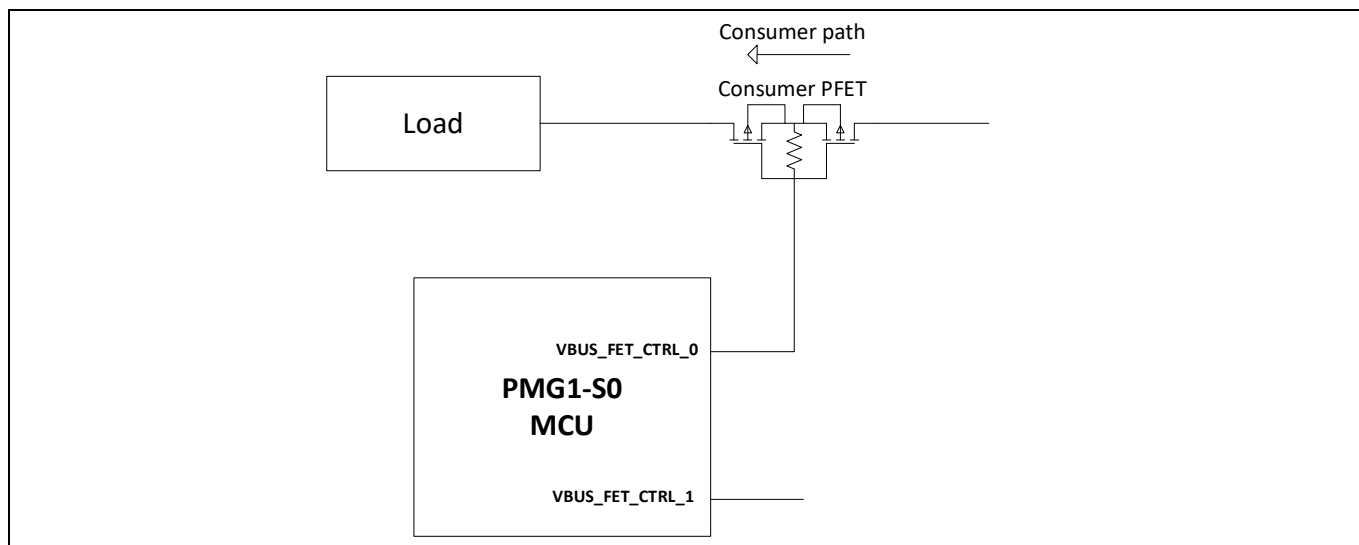 Consumer path
Consumer PFET
Load
VBUS_FET_CTRL_0
PMG1-S0
MCU
VBUS_FET_CTRL_1